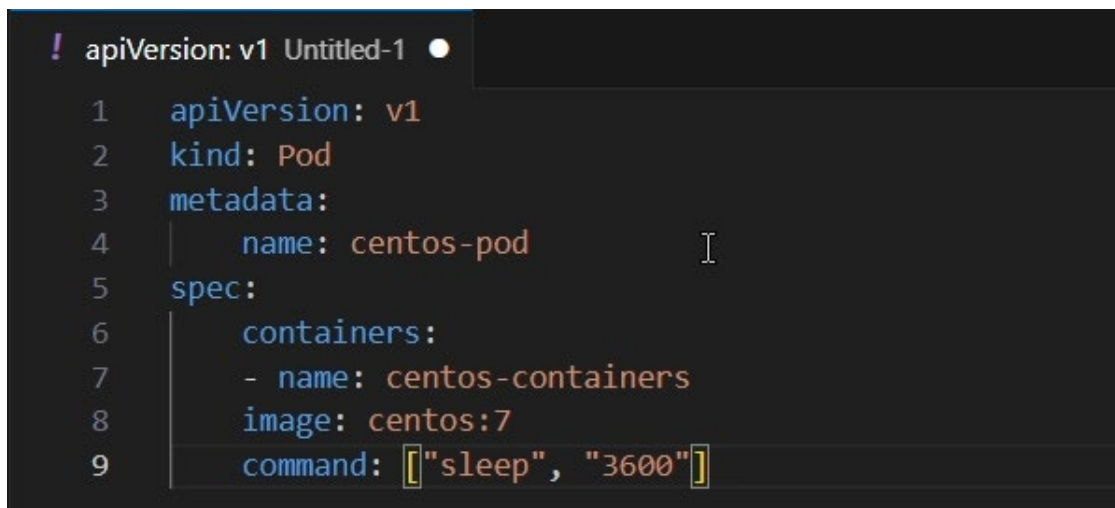 ! apiVersion: v1 Untitled-1 ●
1 apiVersion: v1
2 kind: Pod
3 metadata:
4     name: centos-pod
5 spec:
6     containers:
7     - name: centos-containers
8     image: centos:7
9     command: ["sleep", "3600"]